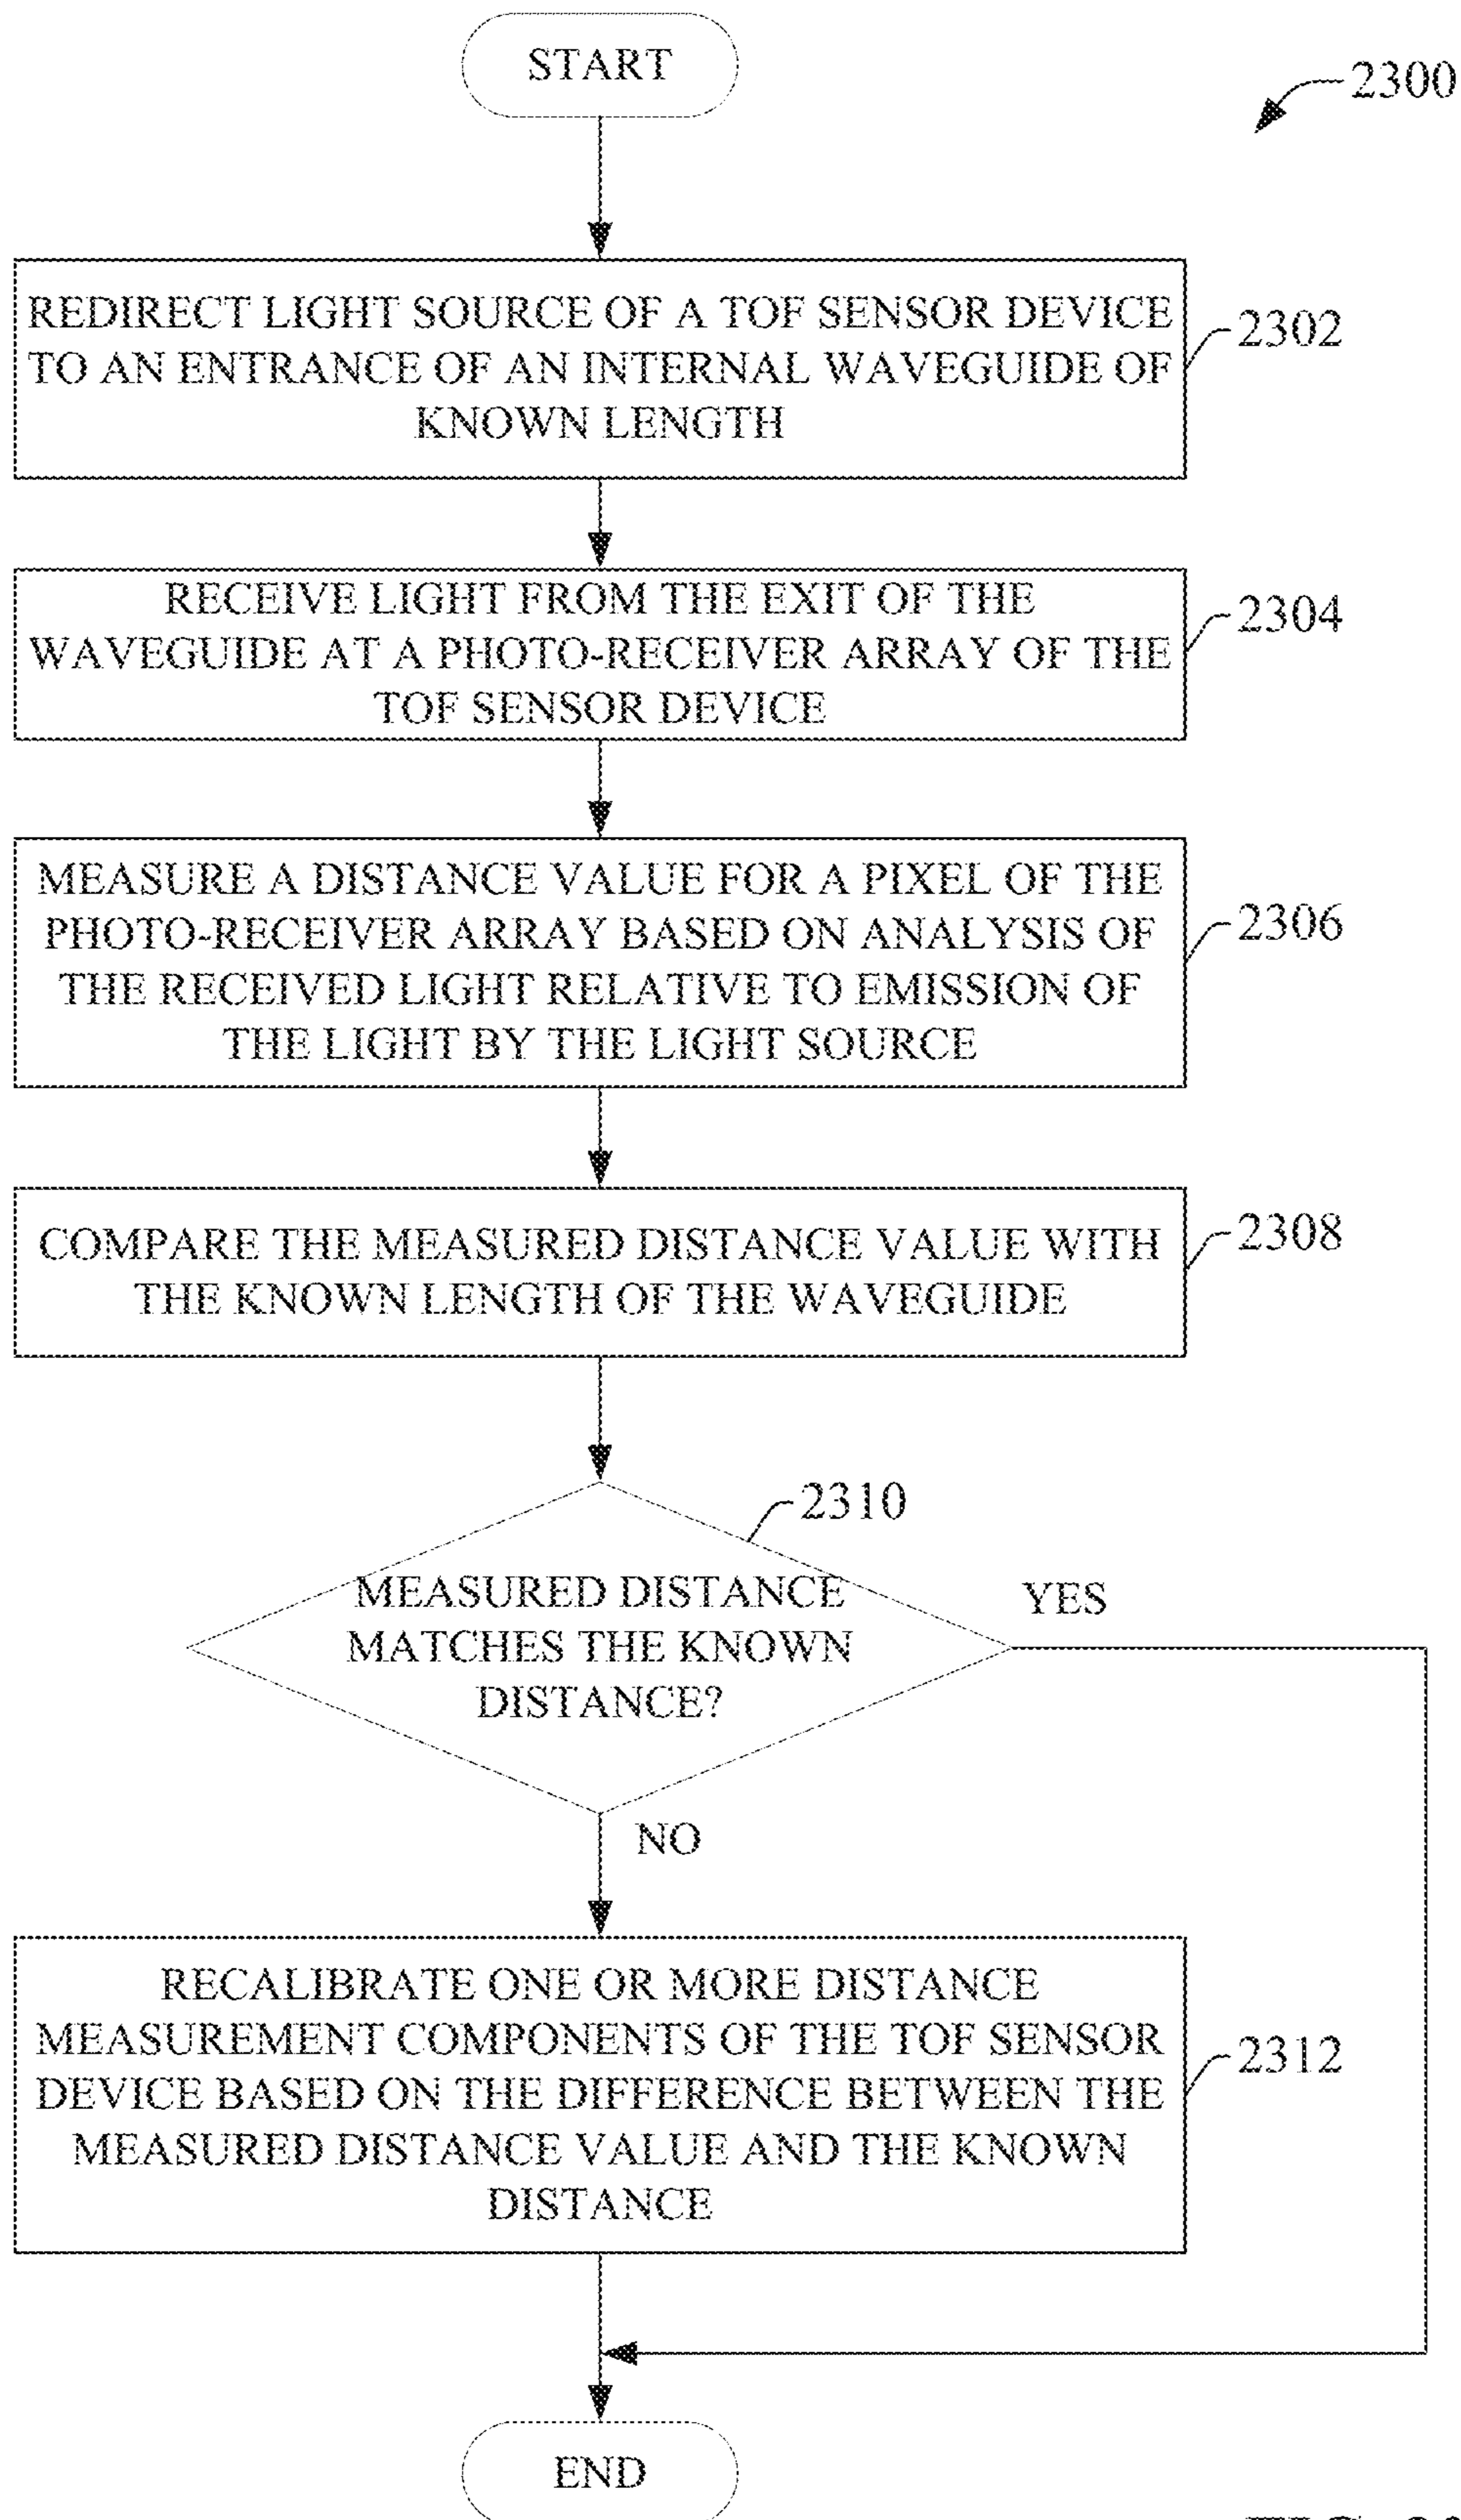 START
2300
REDIRECT LIGHT SOURCE OF A TOF SENSOR DEVICE
TO AN ENTRANCE OF AN INTERNAL WAVEGUIDE OF
KNOWN LENGTH
2302
RECEIVE LIGHT FROM THE EXIT OF THE
WAVEGUIDE AT A PHOTO-RECEIVER ARRAY OF THE
TOF SENSOR DEVICE
2304
MEASURE A DISTANCE VALUE FOR A PIXEL OF THE
PHOTO-RECEIVER ARRAY BASED ON ANALYSIS OF
THE RECEIVED LIGHT RELATIVE TO EMISSION OF
THE LIGHT BY THE LIGHT SOURCE
2306
COMPARE THE MEASURED DISTANCE VALUE WITH
THE KNOWN LENGTH OF THE WAVEGUIDE
2308
2310
MEASURED DISTANCE
MATCHES THE KNOWN
DISTANCE?
YES
NO
RECALIBRATE ONE OR MORE DISTANCE
MEASUREMENT COMPONENTS OF THE TOF SENSOR
DEVICE BASED ON THE DIFFERENCE BETWEEN THE
MEASURED DISTANCE VALUE AND THE KNOWN
DISTANCE
2312
END